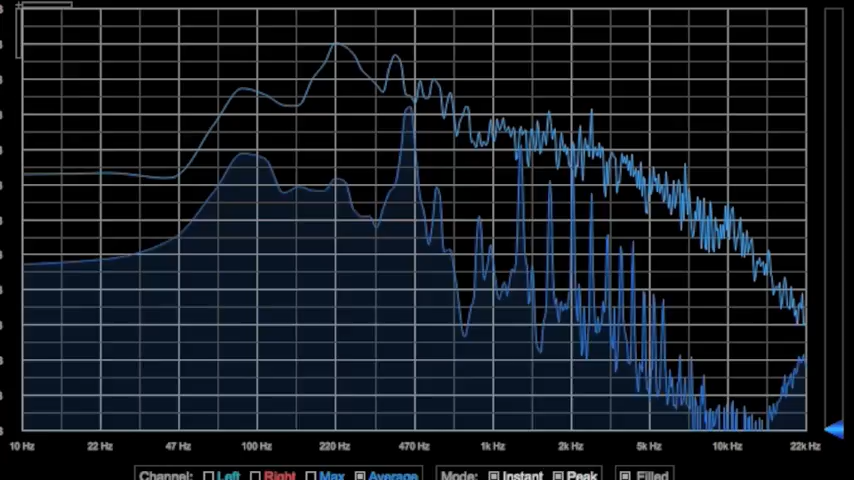 10 Hz 22 Hz 47 Hz 100 Hz 220 Hz 470 Hz 1k Hz 2k Hz 5k Hz 10k Hz 22k Hz
Channel: Left Right Max Average Mode: Instant Peak Filled